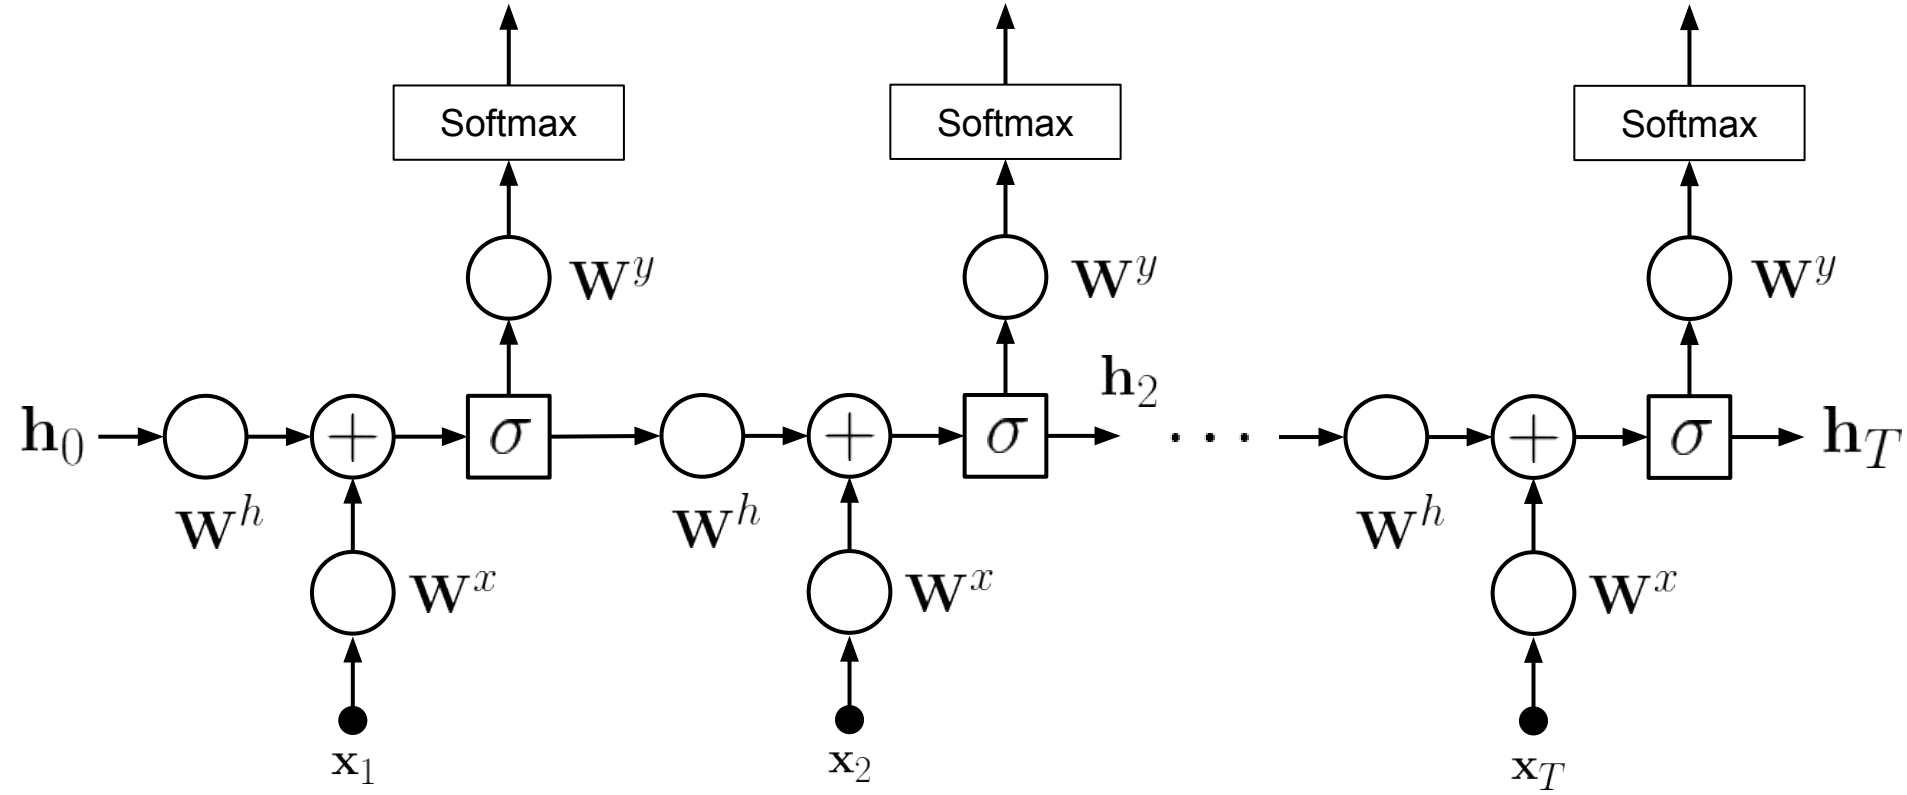 Softmax Softmax Softmax
W^y W^y W^y
h_2
h_0 + σ + σ . . . + σ h_T
W^h W^h W^h
W^x W^x W^x
x_1 x_2 x_T